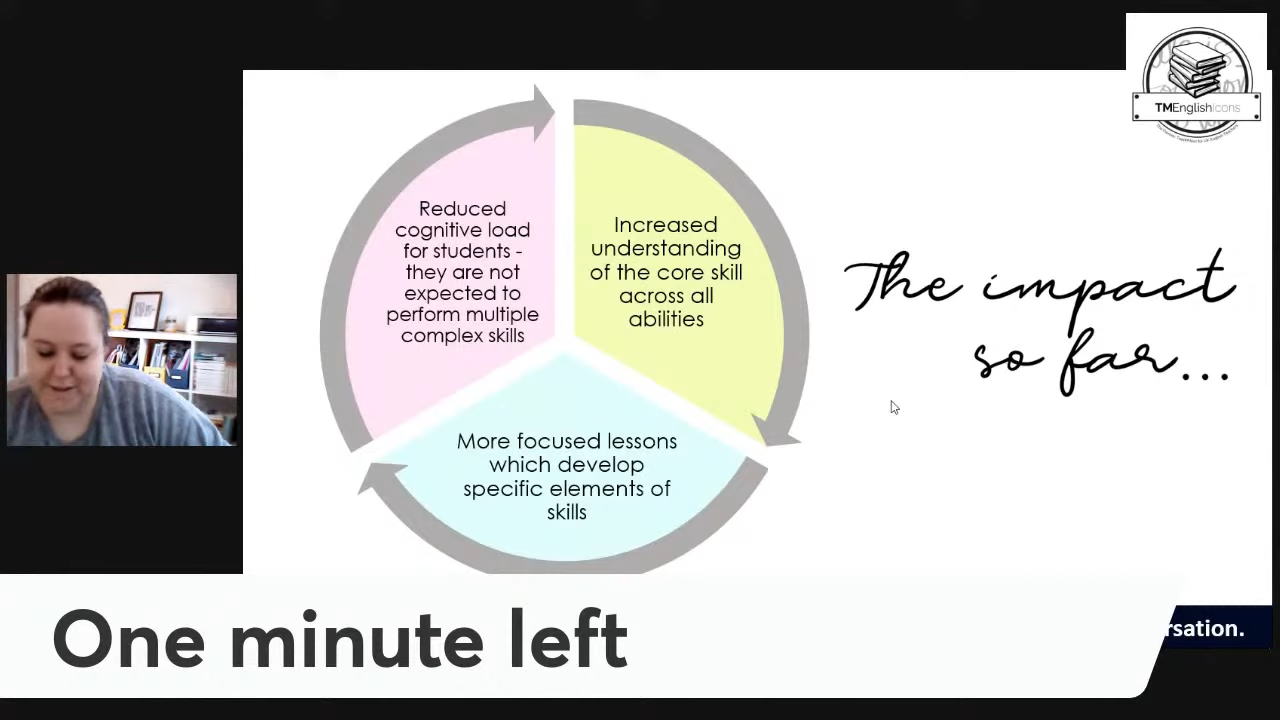 TMEnglishicons
Reduced
cognitive load
for students -
they are not
expected to
perform multiple
complex skills
Increased
understanding
of the core skill
across all
abilities
The impact
so far...
More focused lessons
which develop
specific elements of
skills
One minute left
rsation.